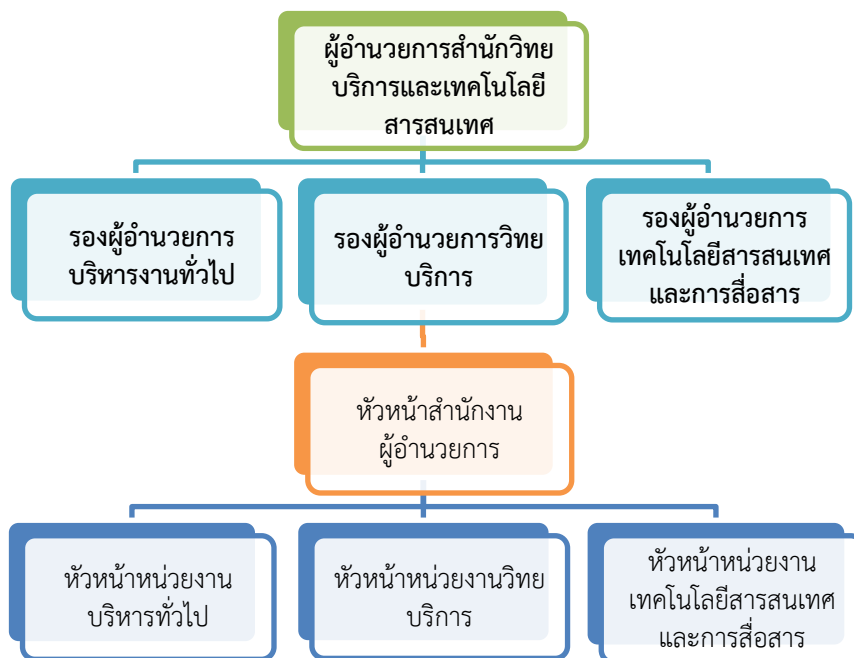 ผู้อำนวยการสำนักวิทย
บริการและเทคโนโลยี
สารสนเทศ
รองผู้อำนวยการ
บริหารงานทั่วไป
รองผู้อำนวยการวิทย
บริการ
รองผู้อำนวยการ
เทคโนโลยีสารสนเทศ
และการสื่อสาร
หัวหน้าสำนักงาน
ผู้อำนวยการ
หัวหน้าหน่วยงาน
บริหารทั่วไป
หัวหน้าหน่วยงานวิทย
บริการ
หัวหน้าหน่วยงาน
เทคโนโลยีสารสนเทศ
และการสื่อสาร